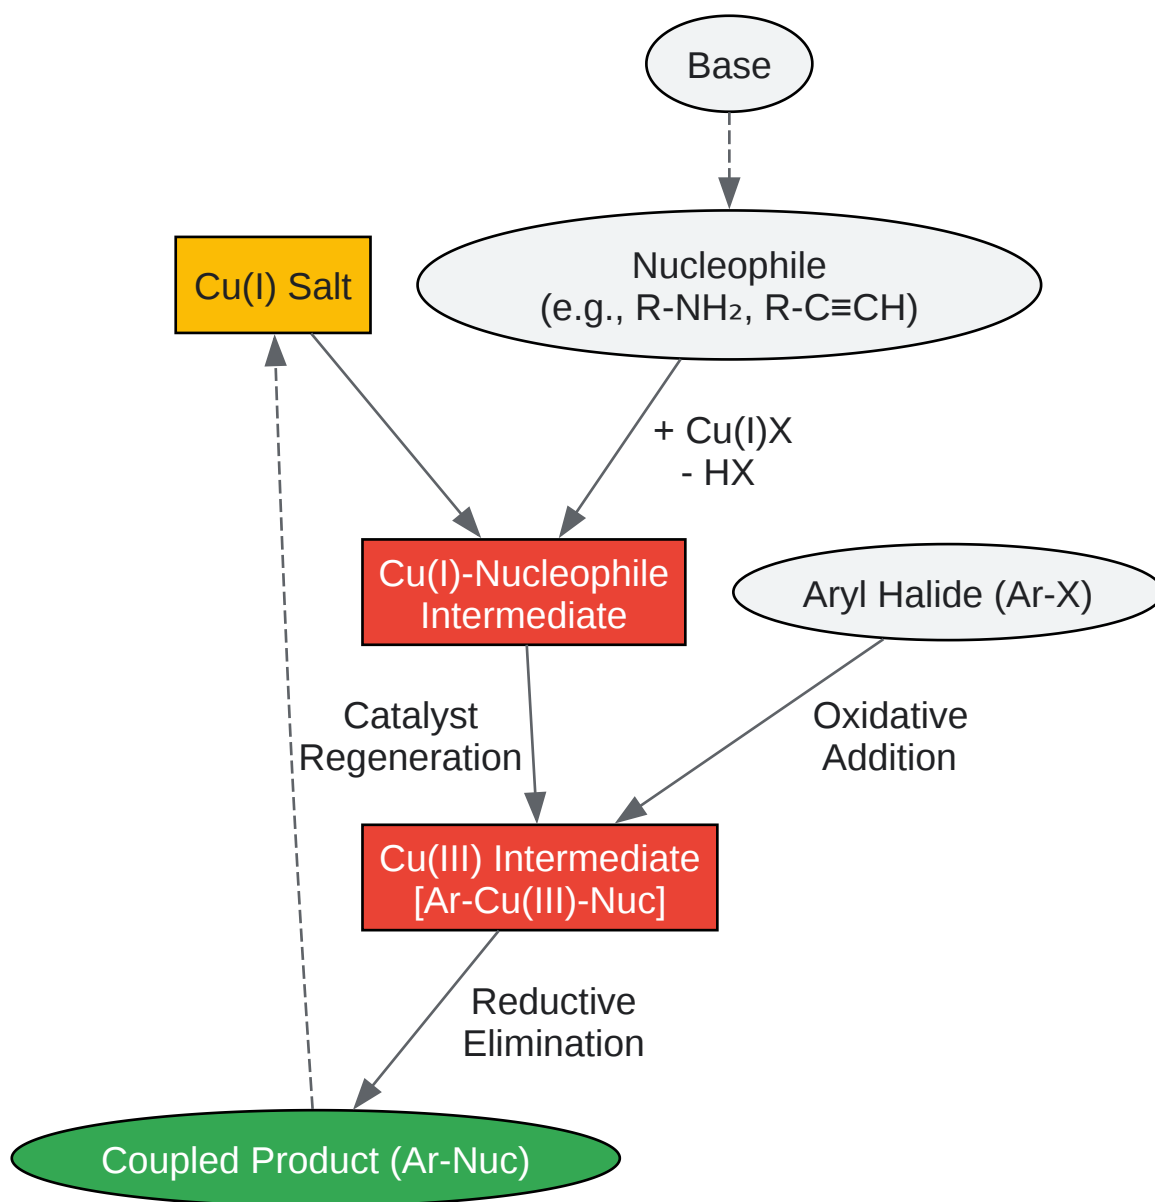 Base
Nucleophile
(e.g., R-NH₂, R-C≡CH)
Cu(I) Salt
+ Cu(I)X
- HX
Cu(I)-Nucleophile
Intermediate
Aryl Halide (Ar-X)
Catalyst
Regeneration
Oxidative
Addition
Cu(III) Intermediate
[Ar-Cu(III)-Nuc]
Reductive
Elimination
Coupled Product (Ar-Nuc)